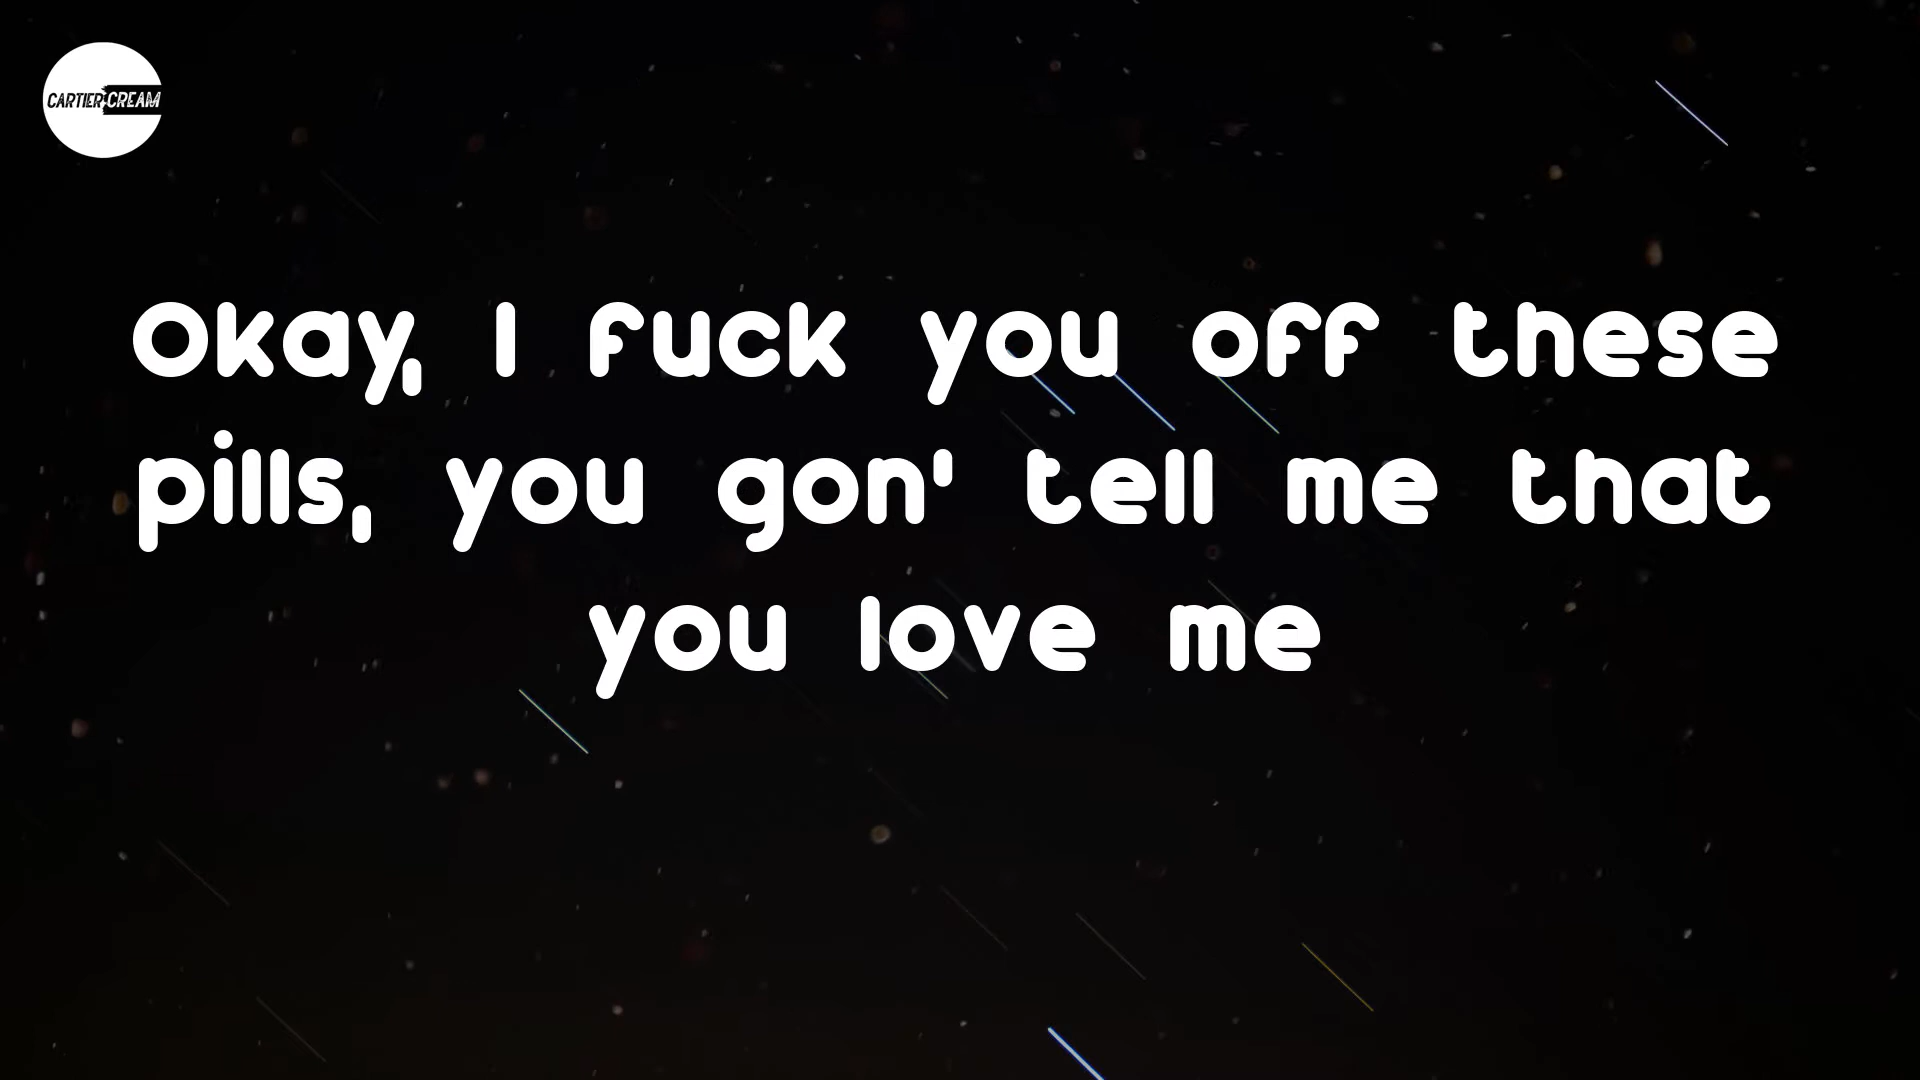 CARTIER CREAM
Okay, I fuck you off these
pills, you gon' tell me that
you love me